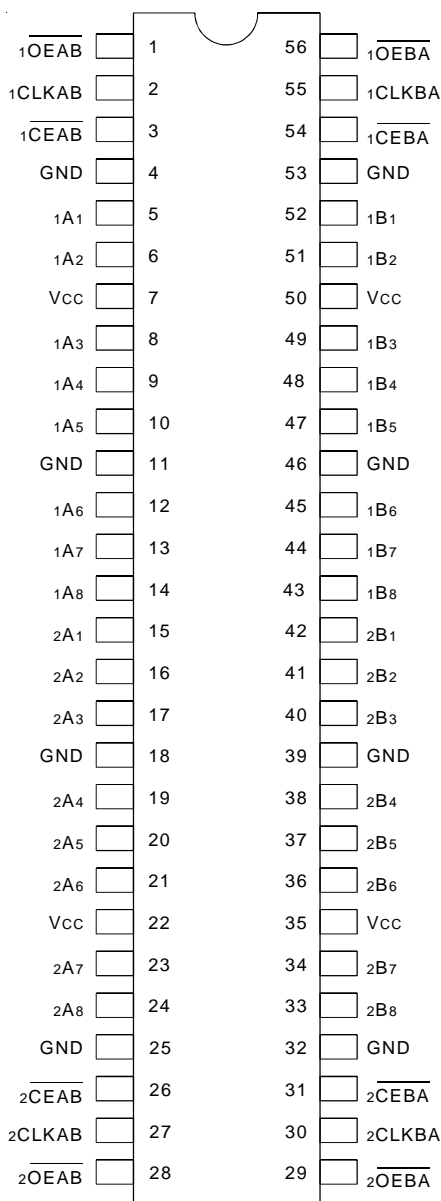 1OEAB 1 56 1OEBA
1CLKAB 2 55 1CLKBA
1CEAB 3 54 1CEBA
GND 4 53 GND
1A1 5 52 1B1
1A2 6 51 1B2
VCC 7 50 VCC
1A3 8 49 1B3
1A4 9 48 1B4
1A5 10 47 1B5
GND 11 46 GND
1A6 12 45 1B6
1A7 13 44 1B7
1A8 14 43 1B8
2A1 15 42 2B1
2A2 16 41 2B2
2A3 17 40 2B3
GND 18 39 GND
2A4 19 38 2B4
2A5 20 37 2B5
2A6 21 36 2B6
VCC 22 35 VCC
2A7 23 34 2B7
2A8 24 33 2B8
GND 25 32 GND
2CEAB 26 31 2CEBA
2CLKAB 27 30 2CLKBA
2OEAB 28 29 2OEBA